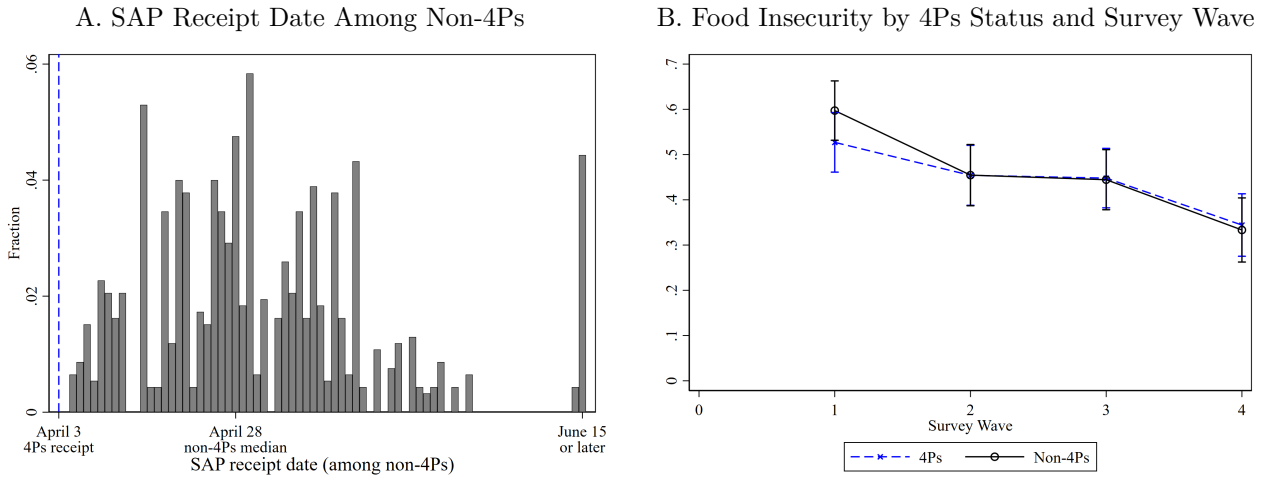 A. SAP Receipt Date Among Non-4Ps
Fraction
.06
.04
.02
0
April 3
4Ps receipt
April 28
non-4Ps median
June 15
or later
SAP receipt date (among non-4Ps)
B. Food Insecurity by 4Ps Status and Survey Wave
.7
.6
.5
.4
.3
.2
.1
0
0 1 2 3 4
Survey Wave
4Ps Non-4Ps